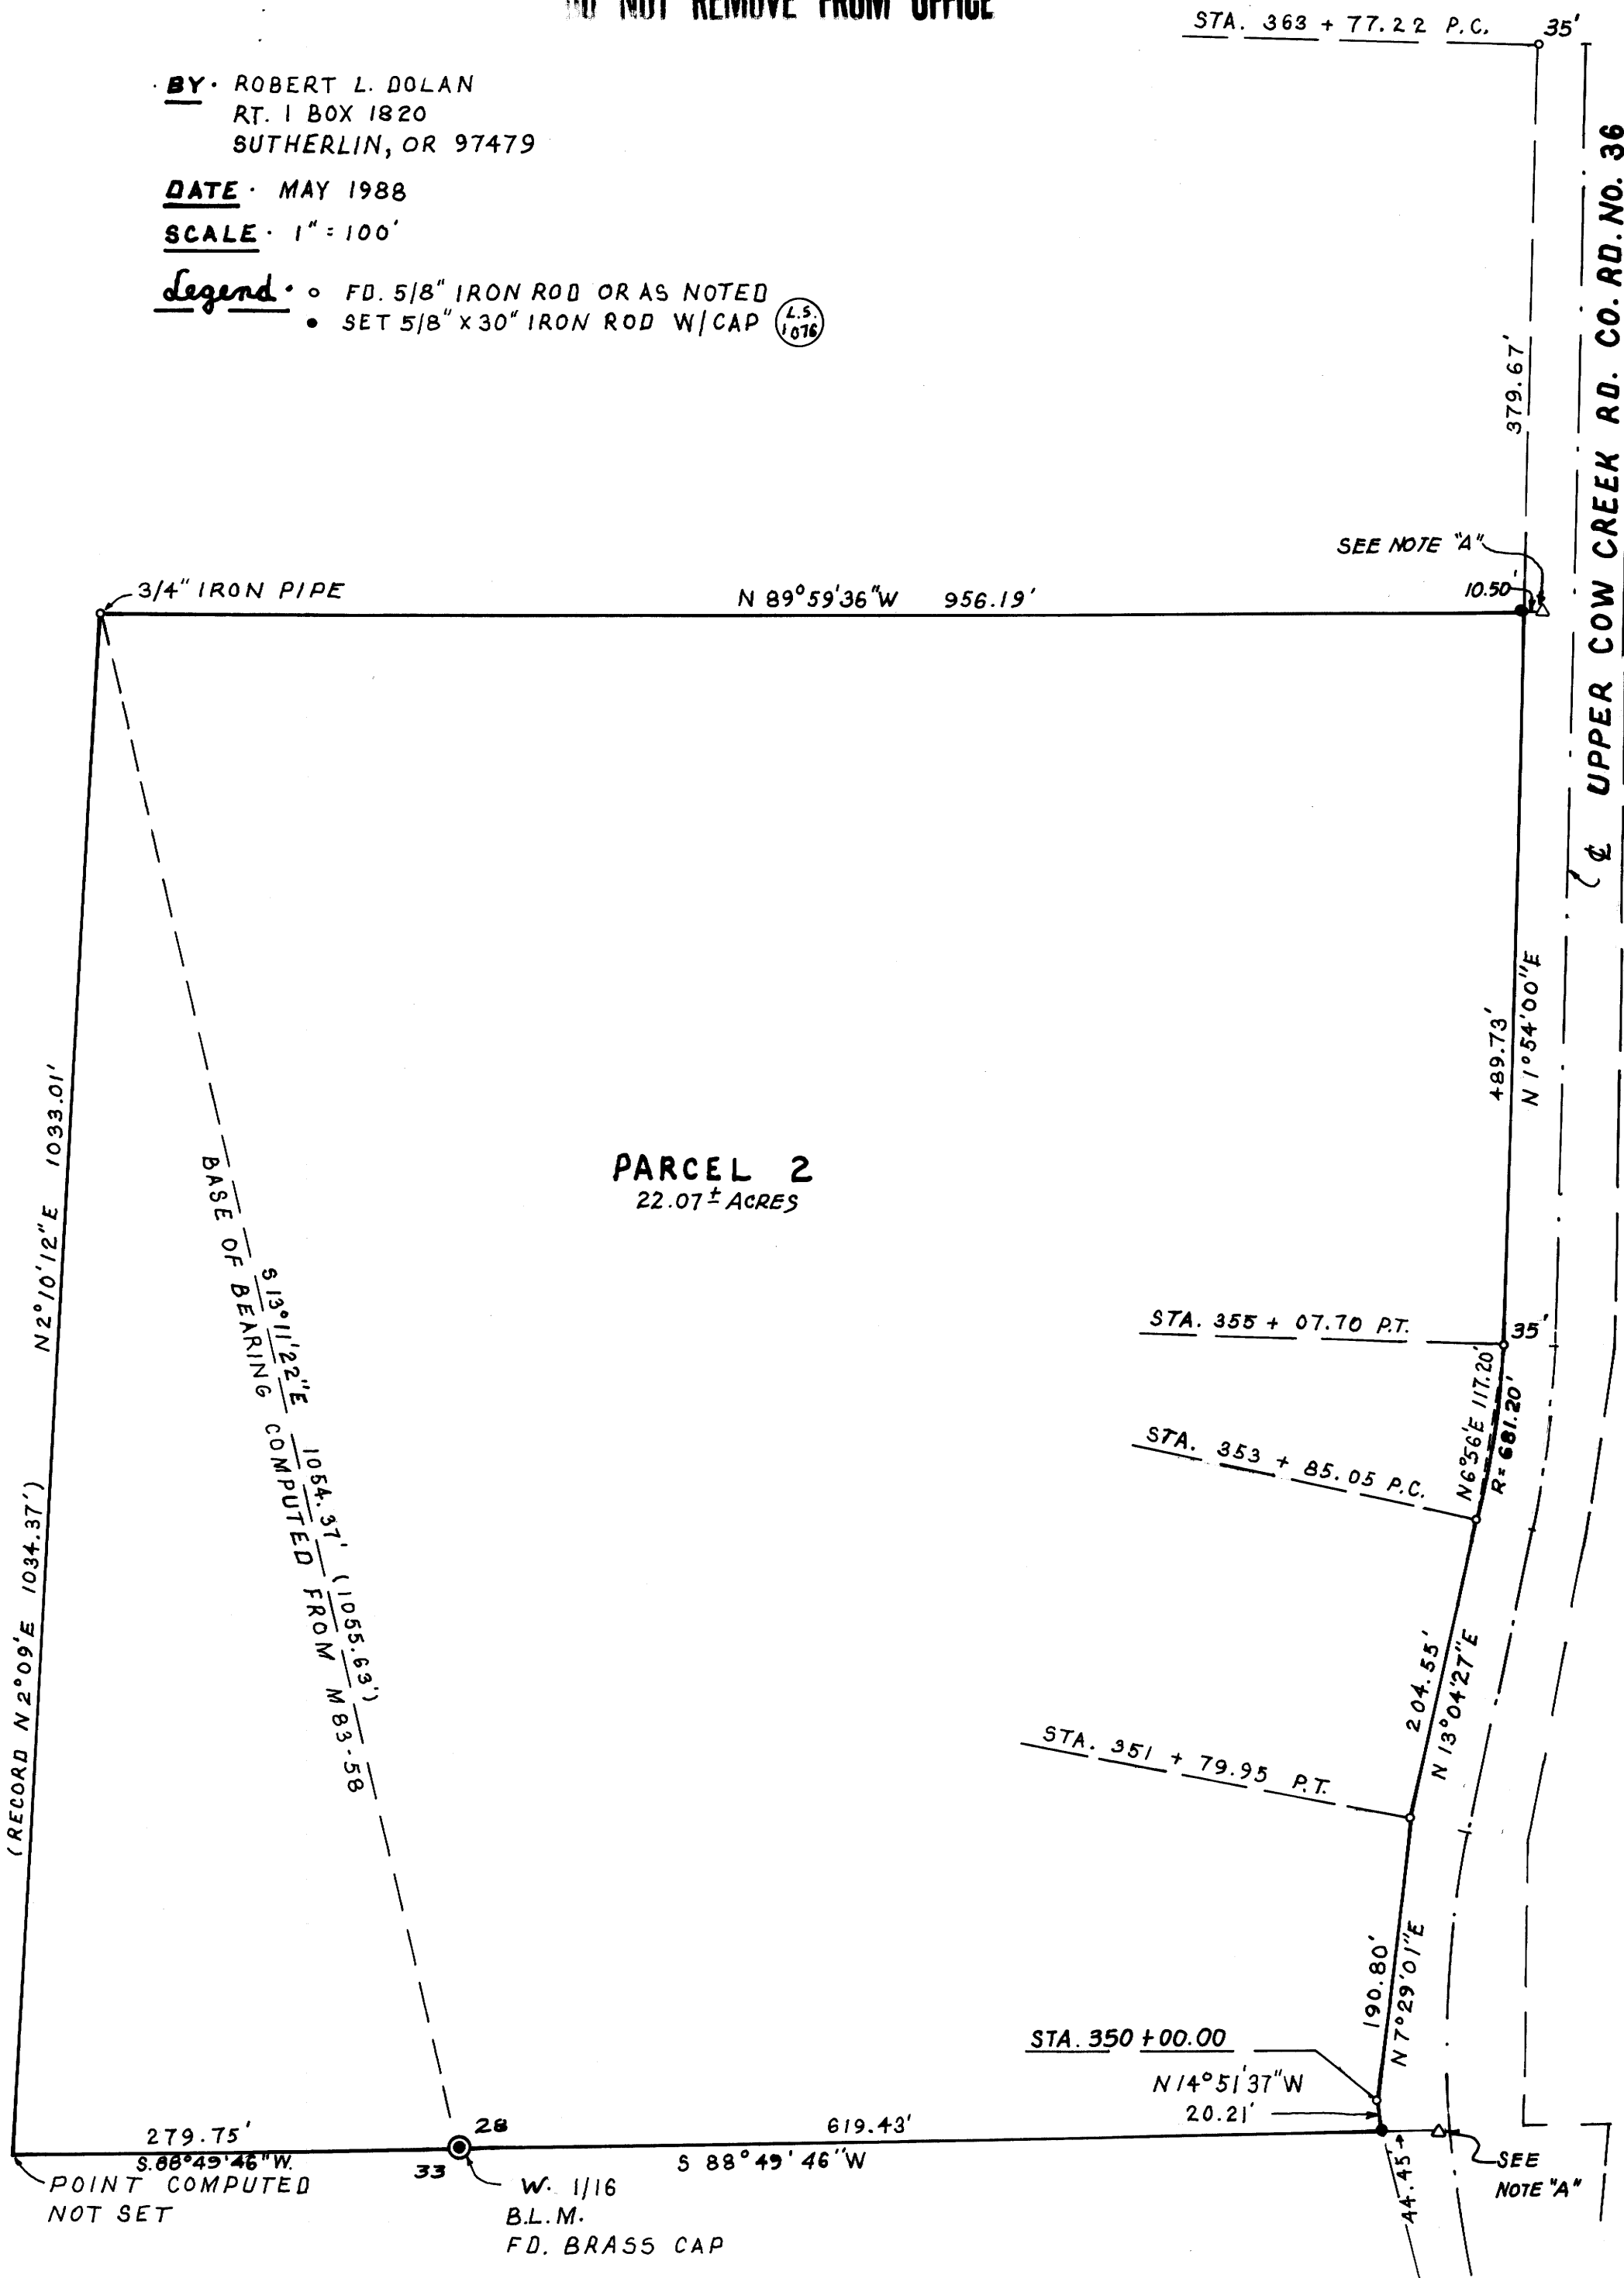 DO NOT REMOVE FROM OFFICE
STA. 363 + 77.22 P.C.
35'
BY · ROBERT L. DOLAN
RT. 1 BOX 1820
SUTHERLIN, OR 97479
DATE · MAY 1988
SCALE · 1" = 100'
Legend · ○ FD. 5/8" IRON ROD OR AS NOTED
● SET 5/8" X 30" IRON ROD W/CAP
L.S.
1076
379.67'
℄ UPPER COW CREEK RD. CO. RD. NO. 36
SEE NOTE "A"
10.50'
3/4" IRON PIPE
N 89°59'36"W 956.19'
489.73'
N 1°54'00"E
N 2°10'12"E 1033.01'
(RECORD N 2°09'E 1034.37')
S 13°11'22"E 1054.37' (1055.63')
BASE OF BEARING COMPUTED FROM M83-58
PARCEL 2
22.07± ACRES
STA. 355 + 07.70 P.T.
35'
N6°56'E 117.20'
R= 681.20'
STA. 353 + 85.05 P.C.
204.55'
N 13°04'27"E
STA. 351 + 79.95 P.T.
190.80'
N 7°29'01"E
STA. 350 + 00.00
N 14°51'37"W
20.21'
279.75'
S.88°49'46"W.
28
33
619.43'
S 88°49'46"W
44.45'
SEE
NOTE "A"
POINT COMPUTED
NOT SET
W. 1/16
B.L.M.
FD. BRASS CAP